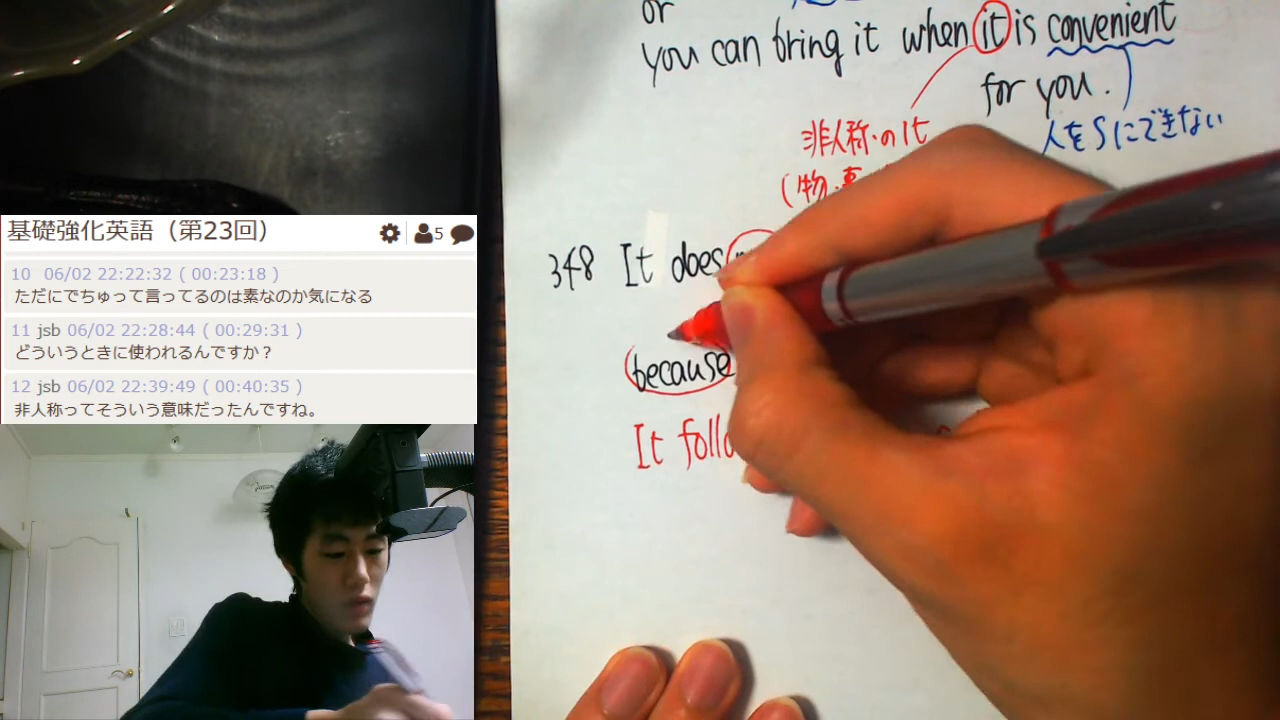 or
you can bring it when it is convenient
for you.
非人称のit
人をSにできない
(物・事
348 It does
because
It follo
基礎強化英語（第23回） 5
10 06/02 22:22:32 ( 00:23:18 )
ただにでちゅって言ってるのは素なのか気になる
11 jsb 06/02 22:28:44 ( 00:29:31 )
どういうときに使われるんですか？
12 jsb 06/02 22:39:49 ( 00:40:35 )
非人称ってそういう意味だったんですね。